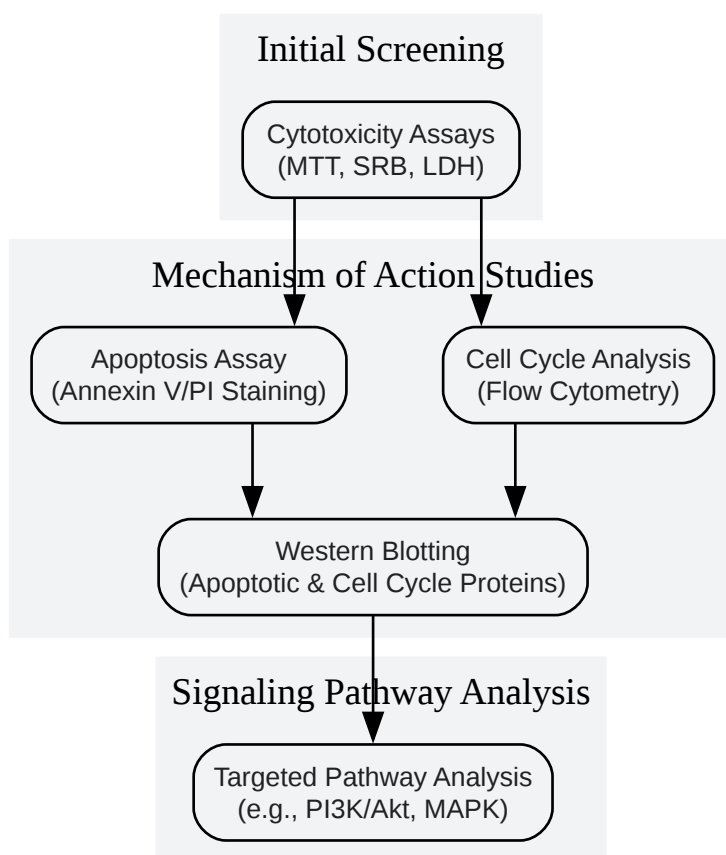 Initial Screening
Cytotoxicity Assays
(MTT, SRB, LDH)
Mechanism of Action Studies
Apoptosis Assay
(Annexin V/PI Staining)
Cell Cycle Analysis
(Flow Cytometry)
Western Blotting
(Apoptotic & Cell Cycle Proteins)
Signaling Pathway Analysis
Targeted Pathway Analysis
(e.g., PI3K/Akt, MAPK)